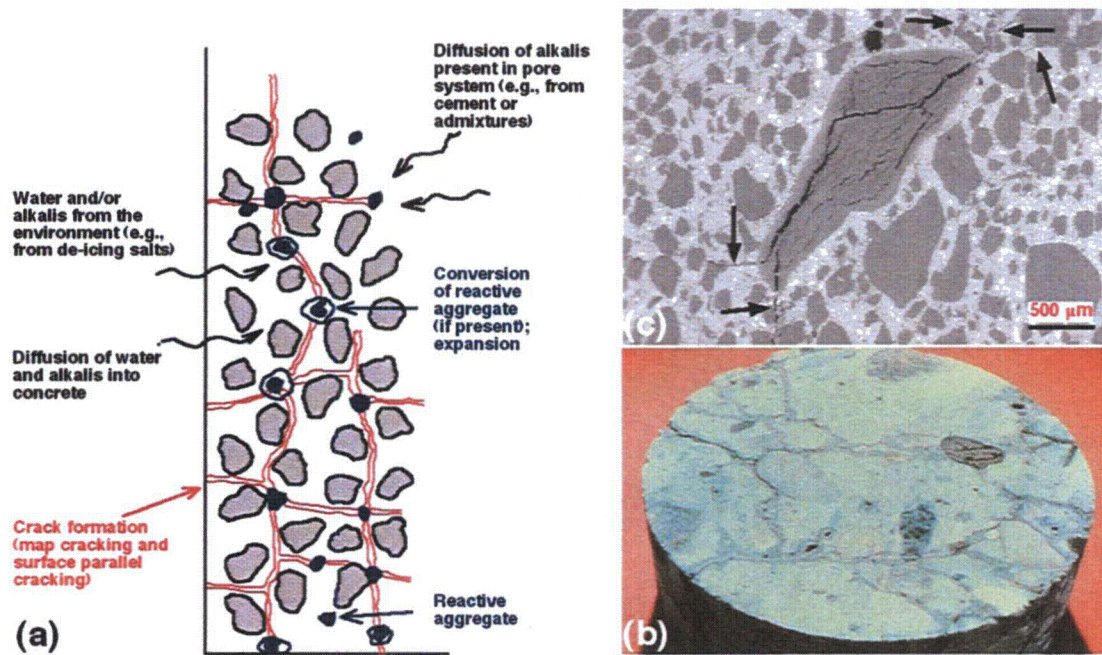 Diffusion of alkalis
present in pore
system (e.g., from
cement or
admixtures)
Water and/or
alkalis from the
environment (e.g.,
from de-icing salts)
Conversion
of reactive
aggregate
(if present);
expansion
Diffusion of water
and alkalis into
concrete
Crack formation
(map cracking and
surface parallel
cracking)
Reactive
aggregate
(a)
(c)
500 µm
(b)